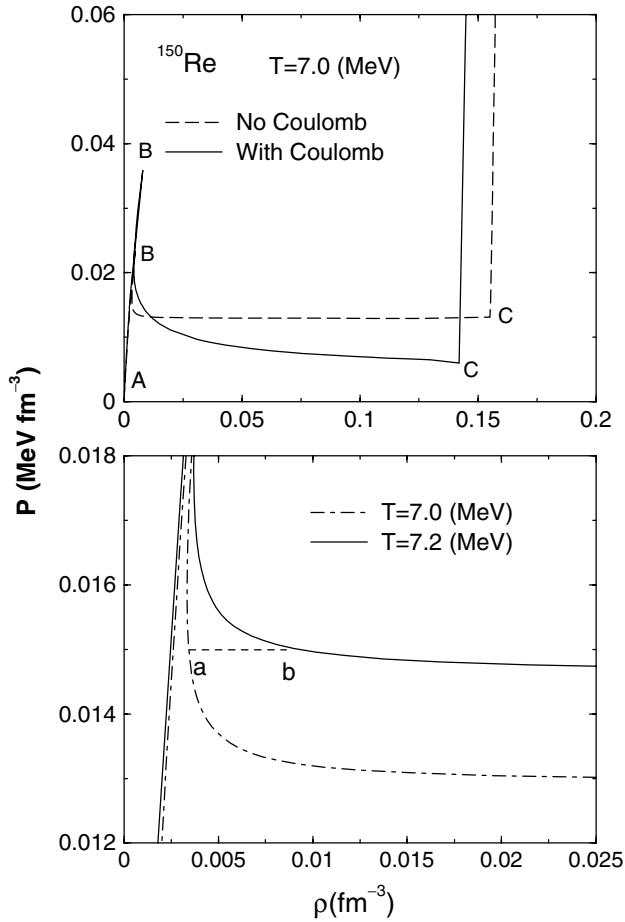 0.06
¹⁵⁰Re T=7.0 (MeV)
No Coulomb
With Coulomb
0.04
B
B
0.02
C
C
A
0
0 0.05 0.1 0.15 0.2
P (MeV fm⁻³)
0.018
T=7.0 (MeV)
T=7.2 (MeV)
0.016
a b
0.014
0.012
0 0.005 0.01 0.015 0.02 0.025
ρ(fm⁻³)